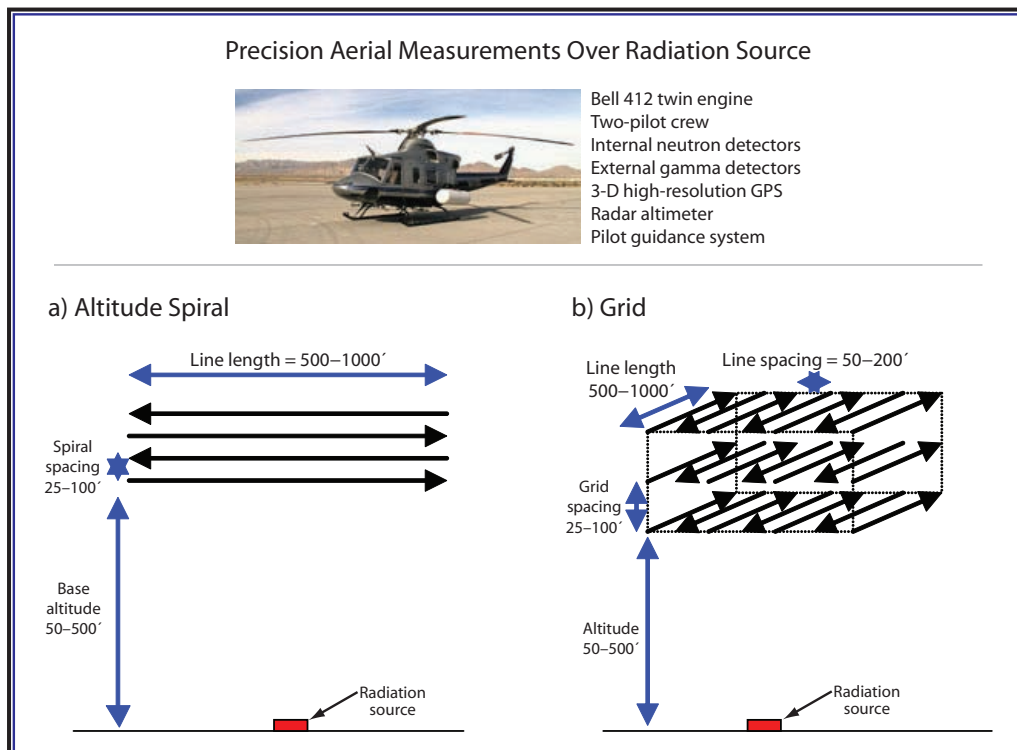 Precision Aerial Measurements Over Radiation Source
Bell 412 twin engine
Two-pilot crew
Internal neutron detectors
External gamma detectors
3-D high-resolution GPS
Radar altimeter
Pilot guidance system
a) Altitude Spiral
Line length = 500–1000´
Spiral
spacing
25–100´
Base
altitude
50–500´
Radiation
source
b) Grid
Line length
500–1000´
Line spacing = 50–200´
Grid
spacing
25–100´
Altitude
50–500´
Radiation
source